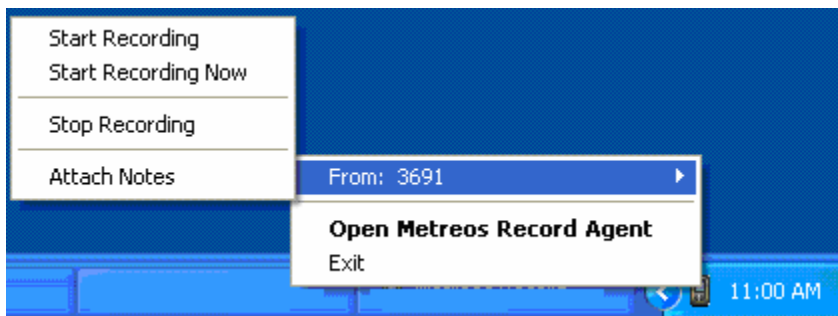 Start Recording
Start Recording Now
Stop Recording
Attach Notes
From: 3691
Open Metreos Record Agent
Exit
11:00 AM